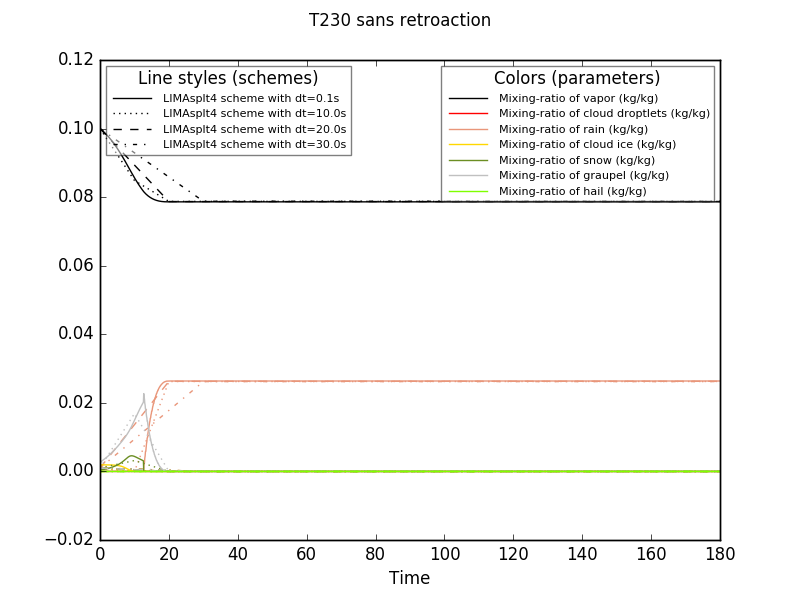 T230 sans retroaction
0.12
0.10
0.08
0.06
0.04
0.02
0.00
−0.02
Line styles (schemes)
LIMAsplt4 scheme with dt=0.1s
LIMAsplt4 scheme with dt=10.0s
LIMAsplt4 scheme with dt=20.0s
LIMAsplt4 scheme with dt=30.0s
Colors (parameters)
Mixing-ratio of vapor (kg/kg)
Mixing-ratio of cloud droptlets (kg/kg)
Mixing-ratio of rain (kg/kg)
Mixing-ratio of cloud ice (kg/kg)
Mixing-ratio of snow (kg/kg)
Mixing-ratio of graupel (kg/kg)
Mixing-ratio of hail (kg/kg)
0 20 40 60 80 100 120 140 160 180
Time